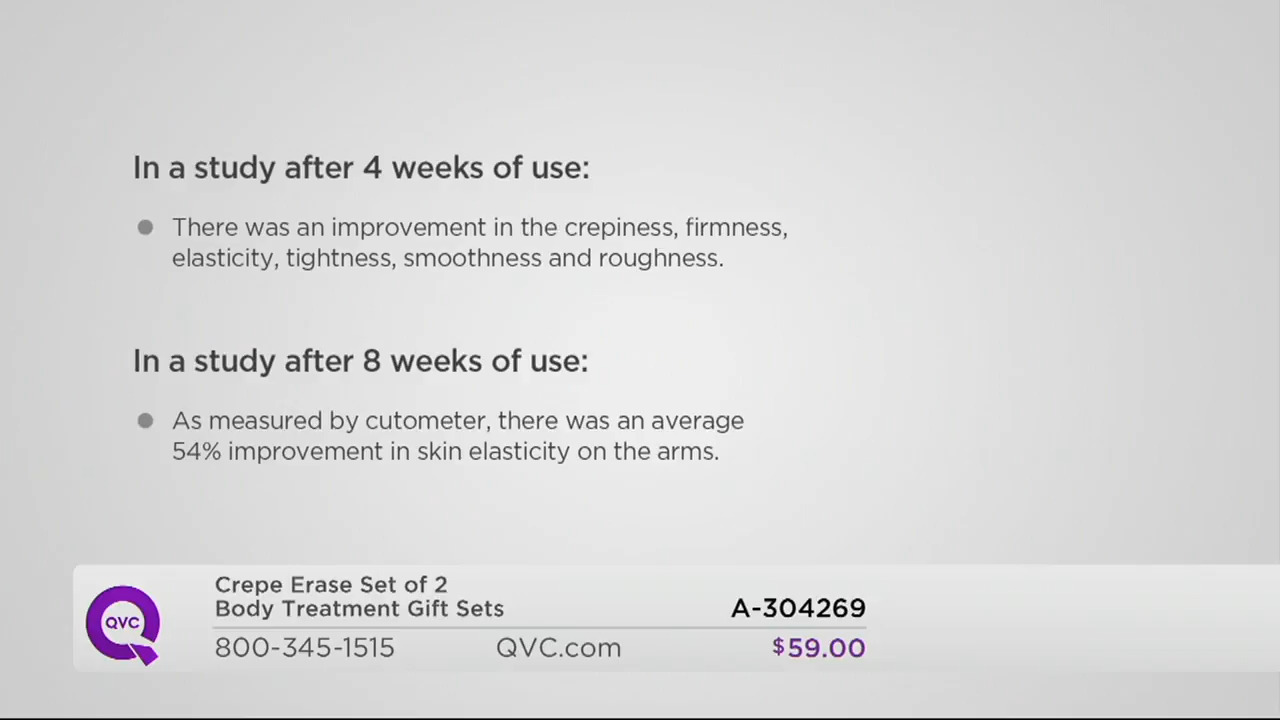 In a study after 4 weeks of use:
There was an improvement in the crepiness, firmness,
elasticity, tightness, smoothness and roughness.
In a study after 8 weeks of use:
As measured by cutometer, there was an average
54% improvement in skin elasticity on the arms.
QVC
Crepe Erase Set of 2
Body Treatment Gift Sets
A-304269
800-345-1515
QVC.com
$59.00